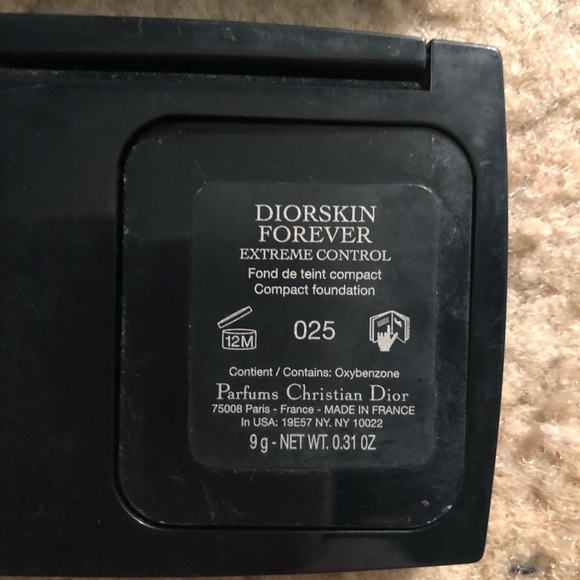 DIORSKIN
FOREVER
EXTREME CONTROL
Fond de teint compact
Compact foundation
12M 025
Contient / Contains: Oxybenzone
Parfums Christian Dior
75008 Paris - France - MADE IN FRANCE
In USA: 19E57 NY. NY 10022
9 g - NET WT. 0.31 OZ